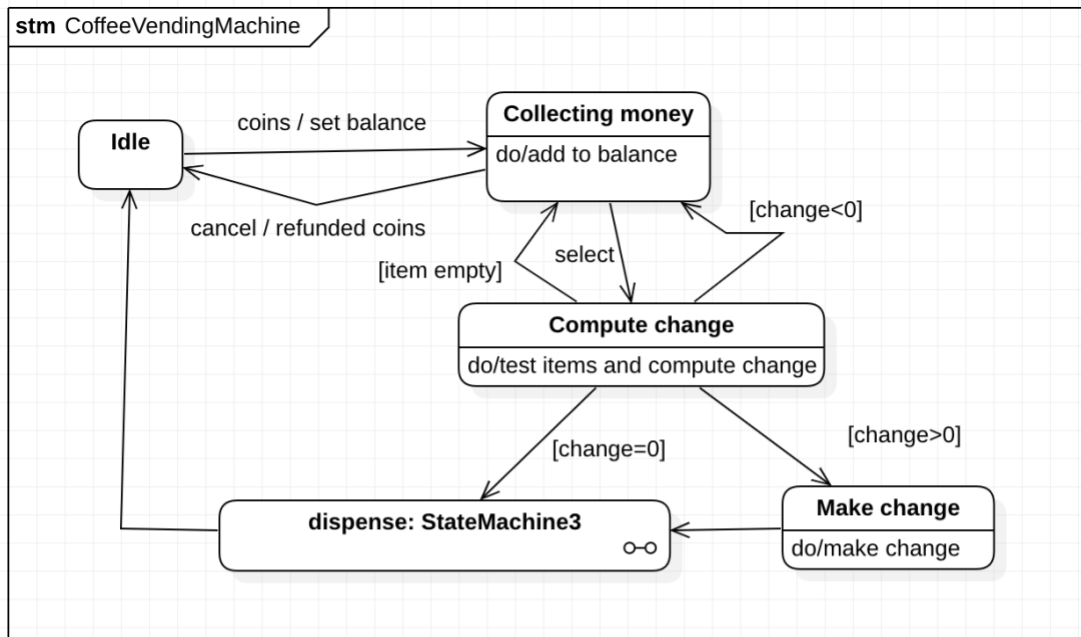 stm CoffeeVendingMachine
Idle
coins / set balance
Collecting money
do/add to balance
cancel / refunded coins
[change<0]
[item empty]
select
Compute change
do/test items and compute change
[change=0]
[change>0]
dispense: StateMachine3
Make change
do/make change